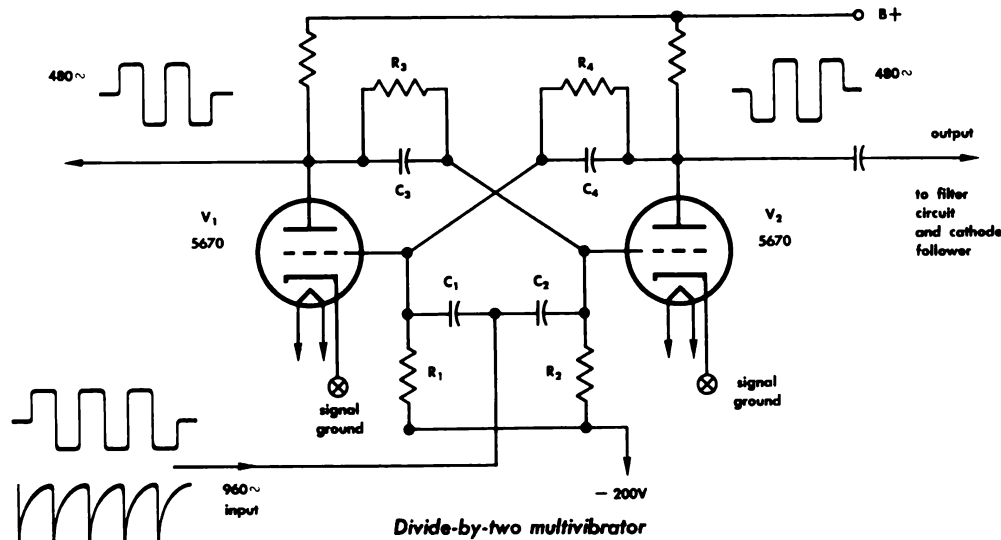 B+
480~
R3
R4
480~
output
C3
C4
V1
5670
V2
5670
to filter
circuit
and cathode
follower
C1
C2
R1
R2
signal
ground
signal
ground
960~
input
– 200V
Divide-by-two multivibrator